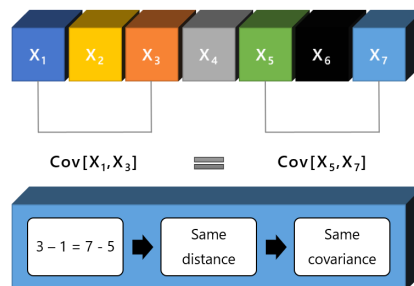 X1 X2 X3 X4 X5 X6 X7
Cov[X1,X3] = Cov[X5,X7]
3 – 1 = 7 - 5
Same
distance
Same
covariance